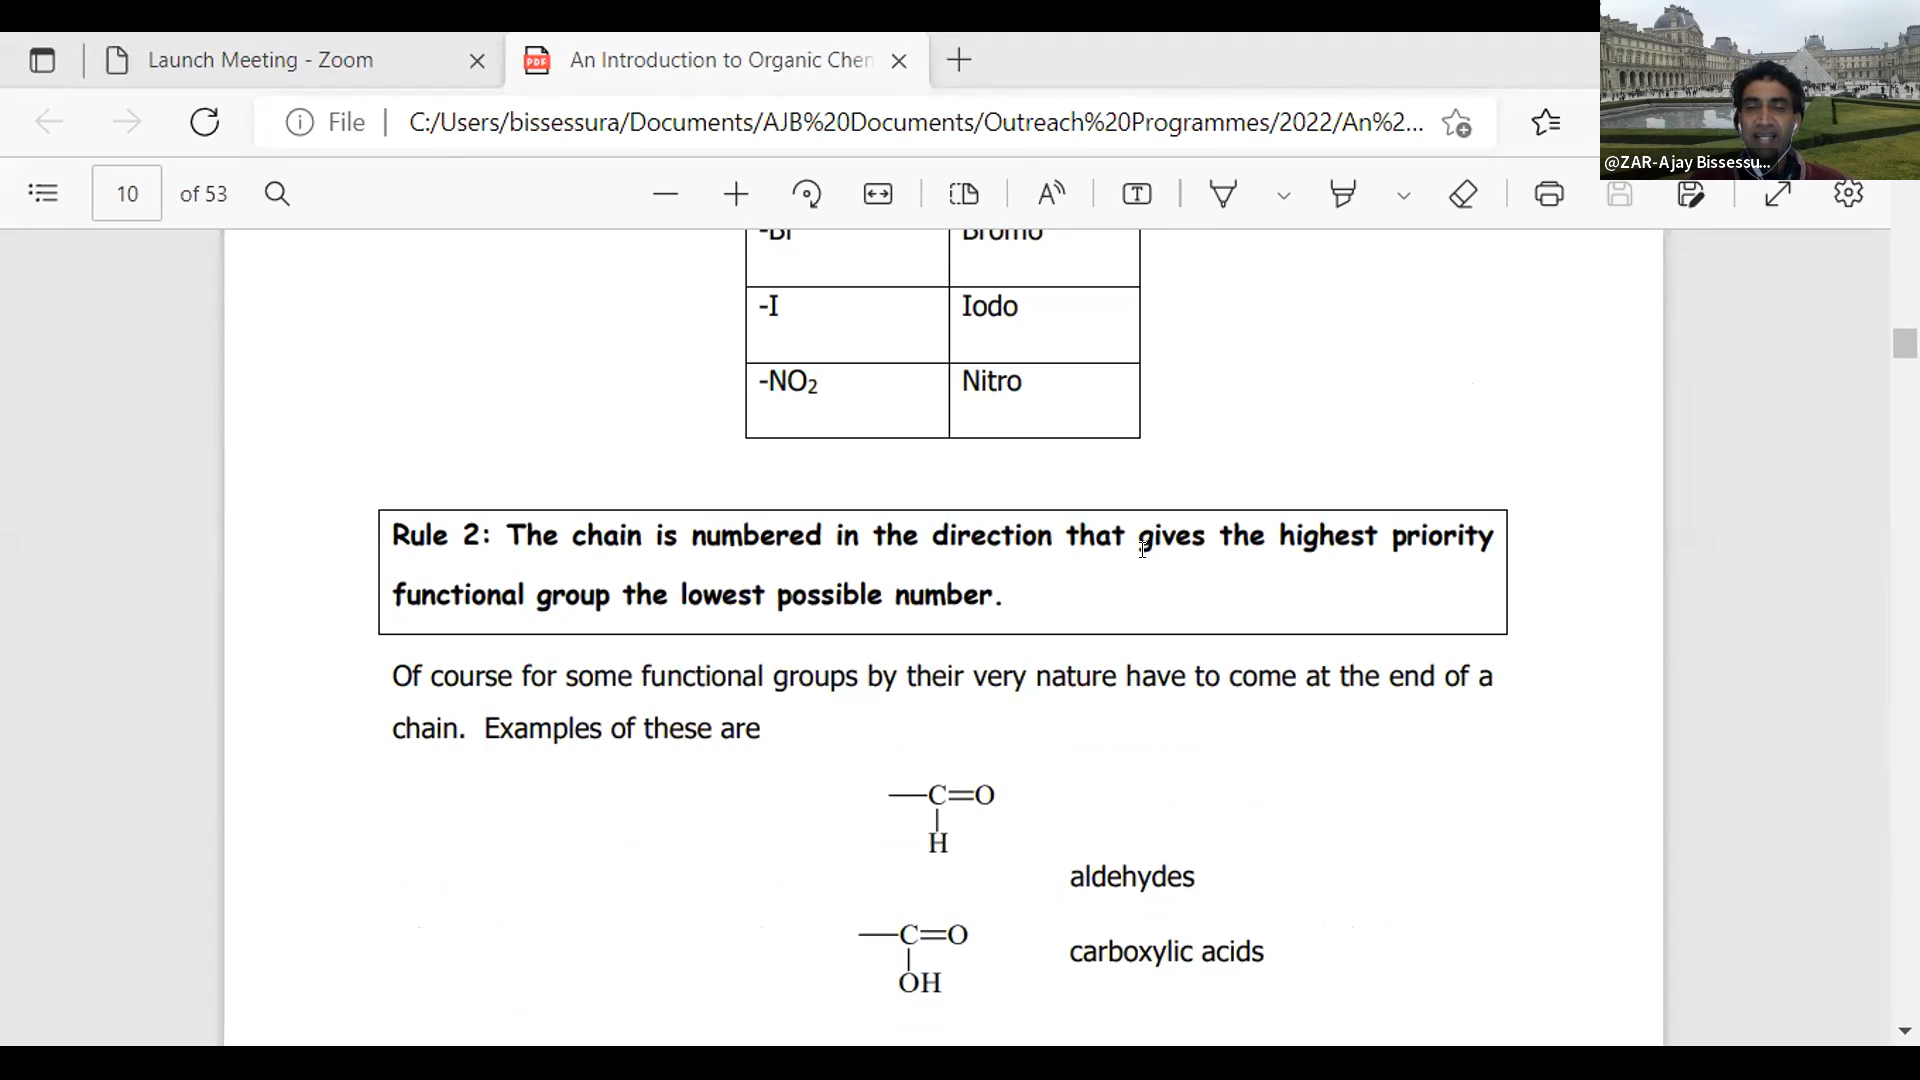 Launch Meeting - Zoom
An Introduction to Organic Chen
File
C:/Users/bissessura/Documents/AJB%20Documents/Outreach%20Programmes/2022/An%2...
@ZAR-Ajay Bissessu...
10 of 53
-Br Bromo
-I Iodo
-NO₂ Nitro
Rule 2: The chain is numbered in the direction that gives the highest priority
functional group the lowest possible number.
Of course for some functional groups by their very nature have to come at the end of a
chain. Examples of these are
—C=O
H
aldehydes
—C=O
OH
carboxylic acids